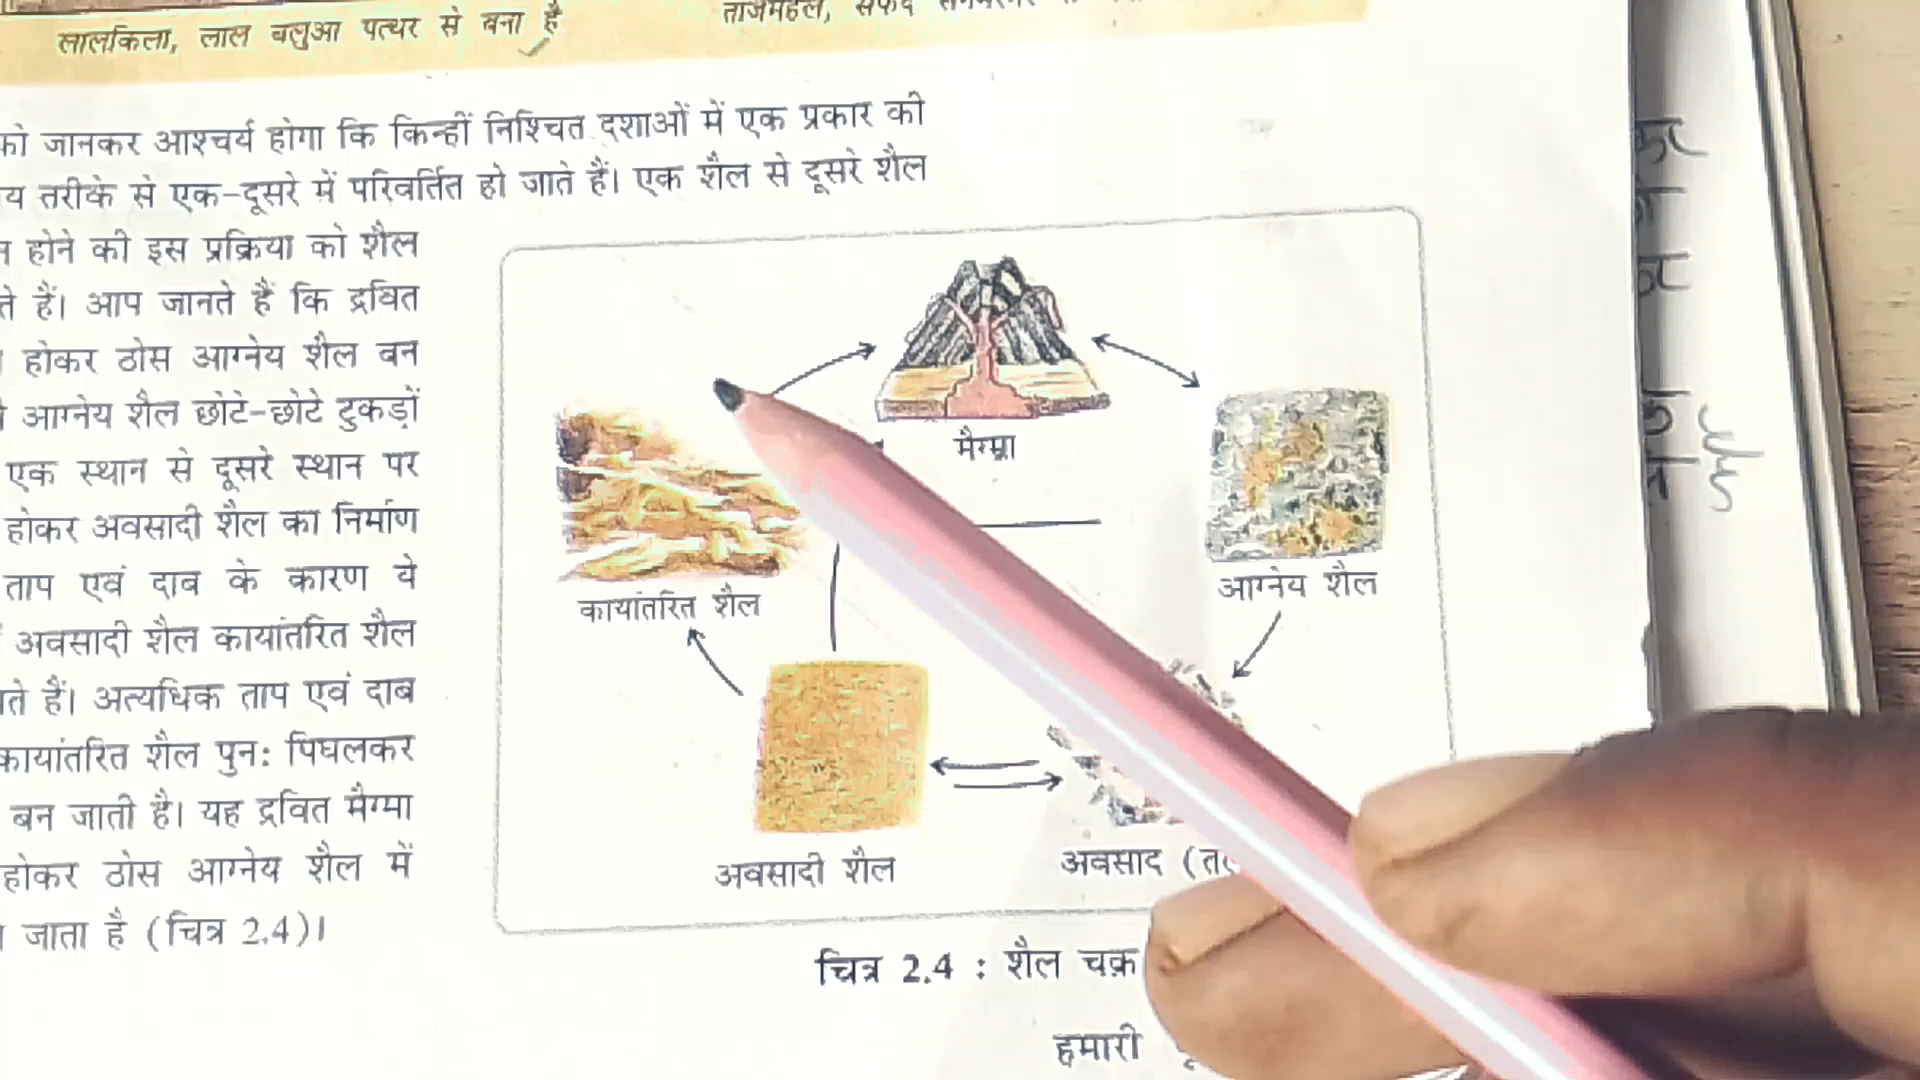 लालकिला, लाल बलुआ पत्थर से बना है
ताजमहल, सफेद
को जानकर आश्चर्य होगा कि किन्हीं निश्चित दशाओं में एक प्रकार की
य तरीके से एक-दूसरे में परिवर्तित हो जाते हैं। एक शैल से दूसरे शैल
होने की इस प्रक्रिया को शैल
ते हैं। आप जानते हैं कि द्रवित
होकर ठोस आग्नेय शैल बन
आग्नेय शैल छोटे-छोटे टुकड़ों
एक स्थान से दूसरे स्थान पर
होकर अवसादी शैल का निर्माण
ताप एवं दाब के कारण ये
अवसादी शैल कायांतरित शैल
ते हैं। अत्यधिक ताप एवं दाब
कायांतरित शैल पुन: पिघलकर
बन जाती है। यह द्रवित मैग्मा
होकर ठोस आग्नेय शैल में
जाता है (चित्र 2.4)।
मैग्मा
आग्नेय शैल
कायांतरित शैल
अवसादी शैल
अवसाद (तल
चित्र 2.4 : शैल चक्र
हमारी